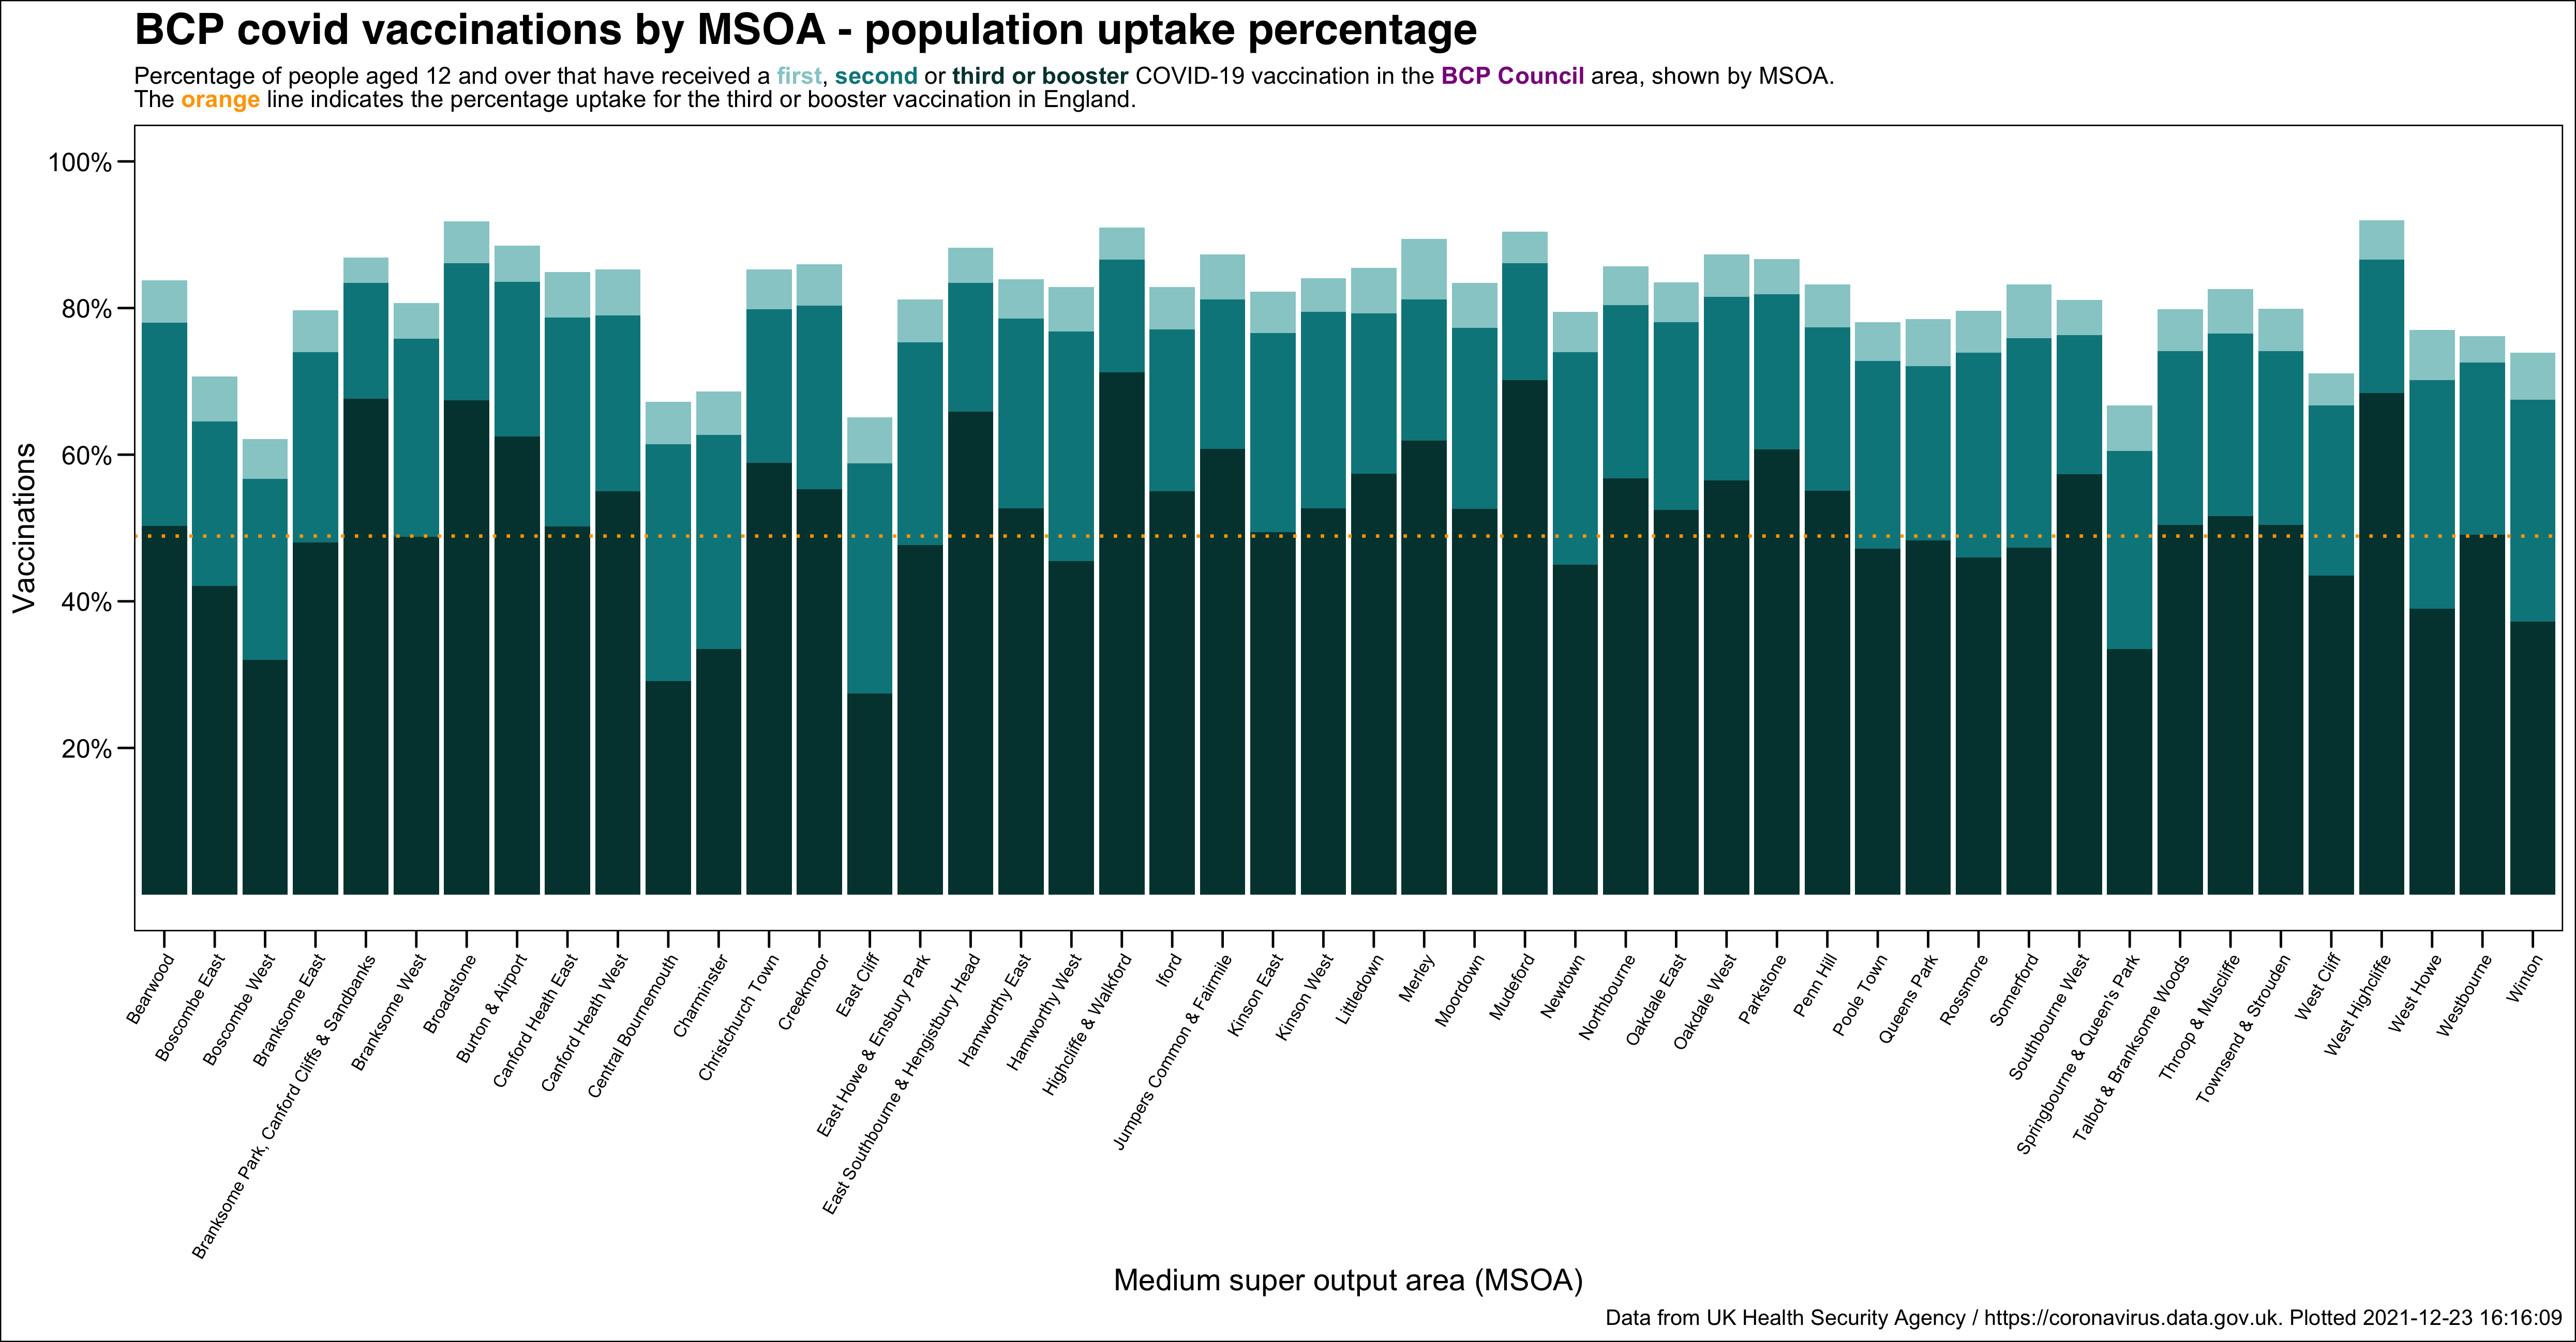 BCP covid vaccinations by MSOA - population uptake percentage
Percentage of people aged 12 and over that have received a first, second or third or booster COVID-19 vaccination in the BCP Council area, shown by MSOA.
The orange line indicates the percentage uptake for the third or booster vaccination in England.
Vaccinations
100%
80%
60%
40%
20%
Bearwood
Boscombe East
Boscombe West
Branksome East
Branksome Park, Canford Cliffs & Sandbanks
Branksome West
Broadstone
Burton & Airport
Canford Heath East
Canford Heath West
Central Bournemouth
Charminster
Christchurch Town
Creekmoor
East Cliff
East Howe & Ensbury Park
East Southbourne & Hengistbury Head
Hamworthy East
Hamworthy West
Highcliffe & Walkford
Iford
Jumpers Common & Fairmile
Kinson East
Kinson West
Littledown
Merley
Moordown
Mudeford
Newtown
Northbourne
Oakdale East
Oakdale West
Parkstone
Penn Hill
Poole Town
Queens Park
Rossmore
Somerford
Southbourne West
Springbourne & Queen's Park
Talbot & Branksome Woods
Throop & Muscliffe
Townsend & Strouden
West Cliff
West Highcliffe
West Howe
Westbourne
Winton
Medium super output area (MSOA)
Data from UK Health Security Agency / https://coronavirus.data.gov.uk. Plotted 2021-12-23 16:16:09